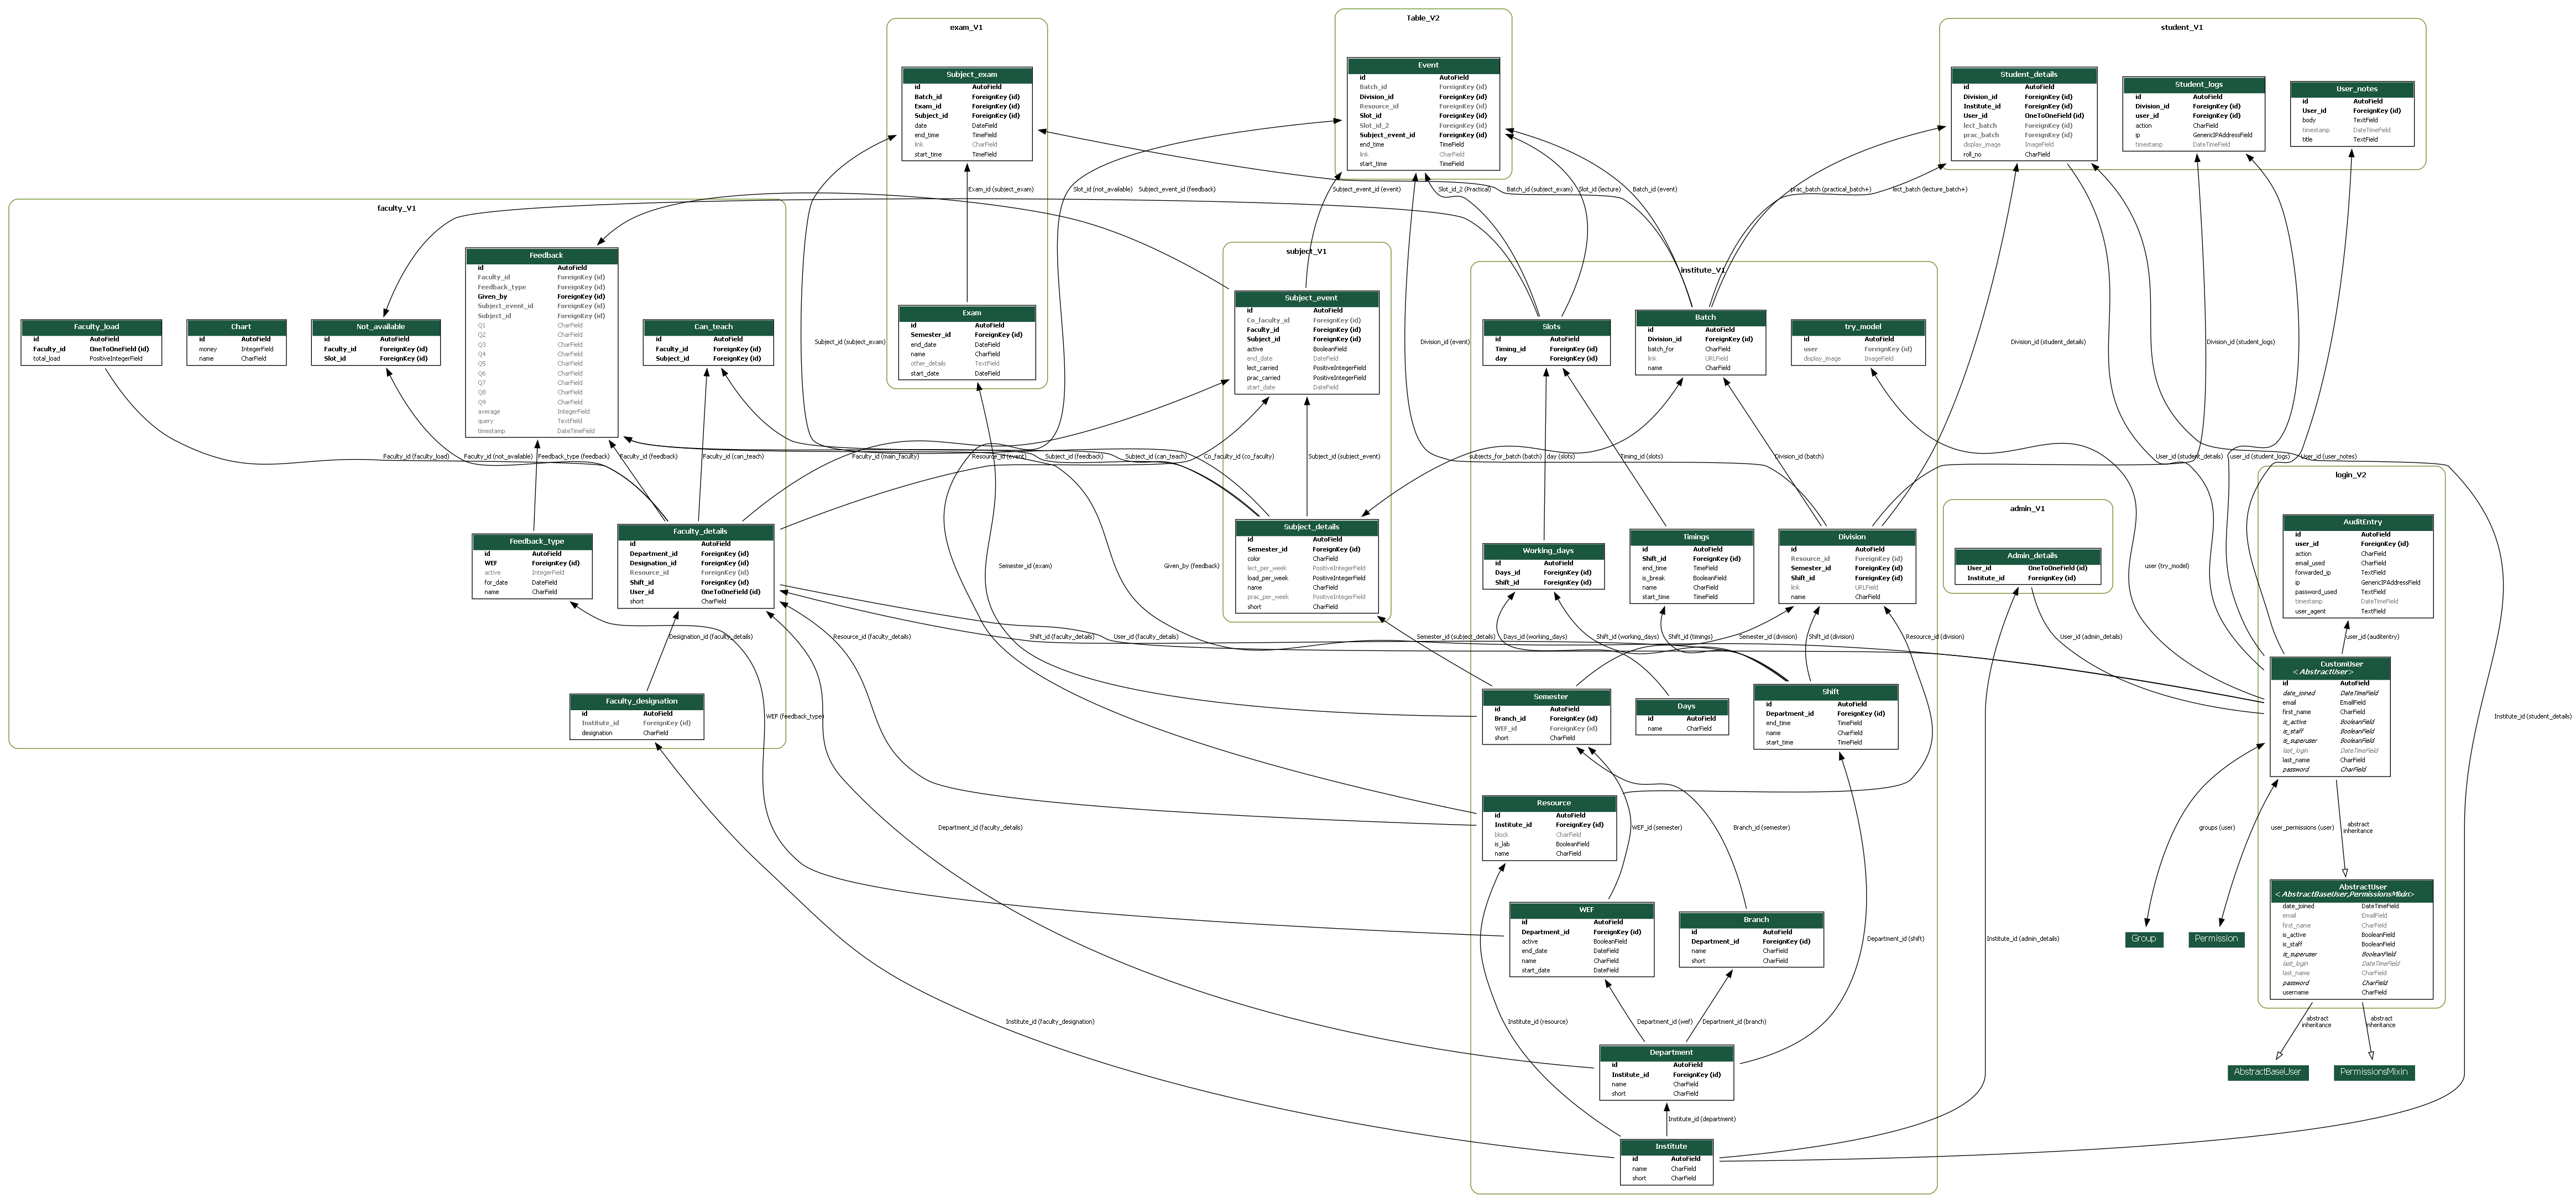 exam_V1
Subject_exam
id AutoField
Batch_id ForeignKey (id)
Exam_id ForeignKey (id)
Subject_id ForeignKey (id)
date DateField
end_time TimeField
link CharField
start_time TimeField
Exam_id (subject_exam)
Exam
id AutoField
Semester_id ForeignKey (id)
end_date DateField
name CharField
other_details TextField
start_date DateField
Table_V2
Event
id AutoField
Batch_id ForeignKey (id)
Division_id ForeignKey (id)
Resource_id ForeignKey (id)
Slot_id ForeignKey (id)
Slot_id_2 ForeignKey (id)
Subject_event_id ForeignKey (id)
end_time TimeField
link CharField
start_time TimeField
student_V1
Student_details
id AutoField
Division_id ForeignKey (id)
Institute_id ForeignKey (id)
User_id OneToOneField (id)
lect_batch ForeignKey (id)
prac_batch ForeignKey (id)
display_image ImageField
roll_no CharField
Student_logs
id AutoField
Division_id ForeignKey (id)
user_id ForeignKey (id)
action CharField
ip GenericIPAddressField
timestamp DateTimeField
User_notes
id AutoField
User_id ForeignKey (id)
body TextField
timestamp DateTimeField
title TextField
Slot_id (not_available)
Subject_event_id (feedback)
Subject_event_id (event)
Slot_id_2 (Practical)
Batch_id (subject_exam)
Slot_id (lecture)
Batch_id (event)
prac_batch (practical_batch+)
lect_batch (lecture_batch+)
faculty_V1
Feedback
id AutoField
Faculty_id ForeignKey (id)
Feedback_type ForeignKey (id)
Given_by ForeignKey (id)
Subject_event_id ForeignKey (id)
Subject_id ForeignKey (id)
Q1 CharField
Q2 CharField
Q3 CharField
Q4 CharField
Q5 CharField
Q6 CharField
Q7 CharField
Q8 CharField
Q9 CharField
average IntegerField
query TextField
timestamp DateTimeField
Faculty_load
id AutoField
Faculty_id OneToOneField (id)
total_load PositiveIntegerField
Chart
id AutoField
money IntegerField
name CharField
Not_available
id AutoField
Faculty_id ForeignKey (id)
Slot_id ForeignKey (id)
Can_teach
id AutoField
Faculty_id ForeignKey (id)
Subject_id ForeignKey (id)
Subject_id (subject_exam)
subject_V1
Subject_event
id AutoField
Co_faculty_id ForeignKey (id)
Faculty_id ForeignKey (id)
Subject_id ForeignKey (id)
active BooleanField
end_date DateField
lect_carried PositiveIntegerField
prac_carried PositiveIntegerField
start_date DateField
institute_V1
Slots
id AutoField
Timing_id ForeignKey (id)
day ForeignKey (id)
Batch
id AutoField
Division_id ForeignKey (id)
batch_for CharField
link URLField
name CharField
try_model
id AutoField
user ForeignKey (id)
display_image ImageField
Division_id (event)
Division_id (student_details)
Division_id (student_logs)
Faculty_id (faculty_load)
Faculty_id (not_available)
Feedback_type (feedback)
Faculty_id (feedback)
Faculty_id (can_teach)
Faculty_id (main_faculty)
Resource_id (event)
Subject_id (feedback)
Subject_id (can_teach)
Co_faculty_id (co_faculty)
Subject_id (subject_event)
subjects_for_batch (batch)
day (slots)
Timing_id (slots)
Division_id (batch)
User_id (student_details)
user_id (student_logs)
User_id (user_notes)
Feedback_type
id AutoField
WEF ForeignKey (id)
active IntegerField
for_date DateField
name CharField
Faculty_details
id AutoField
Department_id ForeignKey (id)
Designation_id ForeignKey (id)
Resource_id ForeignKey (id)
Shift_id ForeignKey (id)
User_id OneToOneField (id)
short CharField
Semester_id (exam)
Given_by (feedback)
Subject_details
id AutoField
Semester_id ForeignKey (id)
color CharField
lect_per_week PositiveIntegerField
load_per_week PositiveIntegerField
name CharField
prac_per_week PositiveIntegerField
short CharField
Working_days
id AutoField
Days_id ForeignKey (id)
Shift_id ForeignKey (id)
Timings
id AutoField
Shift_id ForeignKey (id)
end_time TimeField
is_break BooleanField
name CharField
start_time TimeField
Division
id AutoField
Resource_id ForeignKey (id)
Semester_id ForeignKey (id)
Shift_id ForeignKey (id)
link URLField
name CharField
admin_V1
Admin_details
User_id OneToOneField (id)
Institute_id ForeignKey (id)
user (try_model)
login_V2
AuditEntry
id AutoField
user_id ForeignKey (id)
action CharField
email_used CharField
forwarded_ip TextField
ip GenericIPAddressField
password_used TextField
timestamp DateTimeField
user_agent TextField
Designation_id (faculty_details)
Resource_id (faculty_details)
Shift_id (faculty_details)
User_id (faculty_details)
Semester_id (subject_details)
Days_id (working_days)
Shift_id (working_days)
Shift_id (timings)
Semester_id (division)
Shift_id (division)
Resource_id (division)
User_id (admin_details)
user_id (auditentry)
Faculty_designation
id AutoField
Institute_id ForeignKey (id)
designation CharField
WEF (feedback_type)
Semester
id AutoField
Branch_id ForeignKey (id)
WEF_id ForeignKey (id)
short CharField
Days
id AutoField
name CharField
Shift
id AutoField
Department_id ForeignKey (id)
end_time TimeField
name CharField
start_time TimeField
CustomUser
<AbstractUser>
id AutoField
date_joined DateTimeField
email EmailField
first_name CharField
is_active BooleanField
is_staff BooleanField
is_superuser BooleanField
last_login DateTimeField
last_name CharField
password CharField
Institute_id (student_details)
Resource
id AutoField
Institute_id ForeignKey (id)
block CharField
is_lab BooleanField
name CharField
Department_id (faculty_details)
WEF_id (semester)
Branch_id (semester)
groups (user)
user_permissions (user)
abstract
inheritance
WEF
id AutoField
Department_id ForeignKey (id)
active BooleanField
end_date DateField
name CharField
start_date DateField
Branch
id AutoField
Department_id ForeignKey (id)
name CharField
short CharField
Department_id (shift)
Institute_id (admin_details)
Group
Permission
AbstractUser
<AbstractBaseUser,PermissionsMixin>
date_joined DateTimeField
email EmailField
first_name CharField
is_active BooleanField
is_staff BooleanField
is_superuser BooleanField
last_login DateTimeField
last_name CharField
password CharField
username CharField
Institute_id (faculty_designation)
Institute_id (resource)
Department_id (wef)
Department_id (branch)
abstract
inheritance
abstract
inheritance
Department
id AutoField
Institute_id ForeignKey (id)
name CharField
short CharField
AbstractBaseUser
PermissionsMixin
Institute_id (department)
Institute
id AutoField
name CharField
short CharField